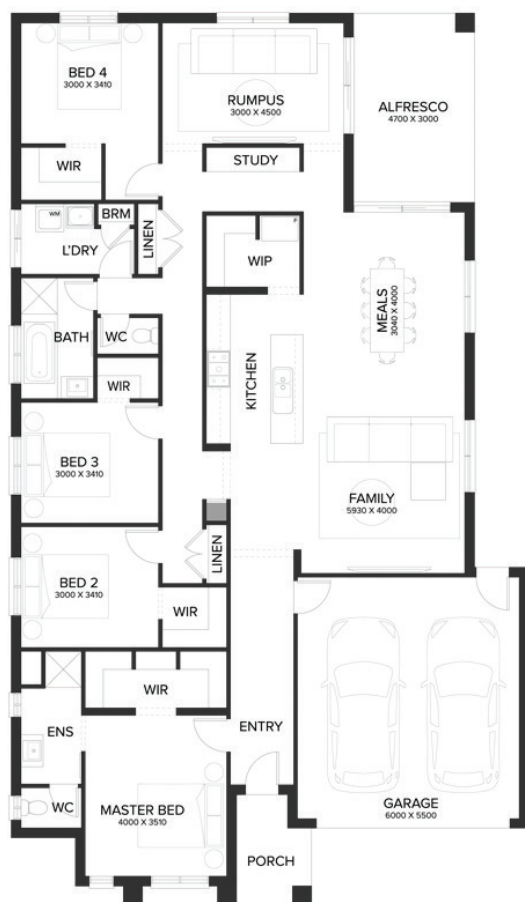 BED 4
3000 X 3410
RUMPUS
3000 X 4500
ALFRESCO
4700 X 3000
STUDY
WIR
BRM
LINEN
WM
L'DRY
WIP
MEALS
3040 X 4000
BATH
WC
WIR
KITCHEN
BED 3
3000 X 3410
FAMILY
5930 X 4000
BED 2
3000 X 3410
LINEN
WIR
WIR
ENS
ENTRY
WC
MASTER BED
4000 X 3510
GARAGE
6000 X 5500
PORCH